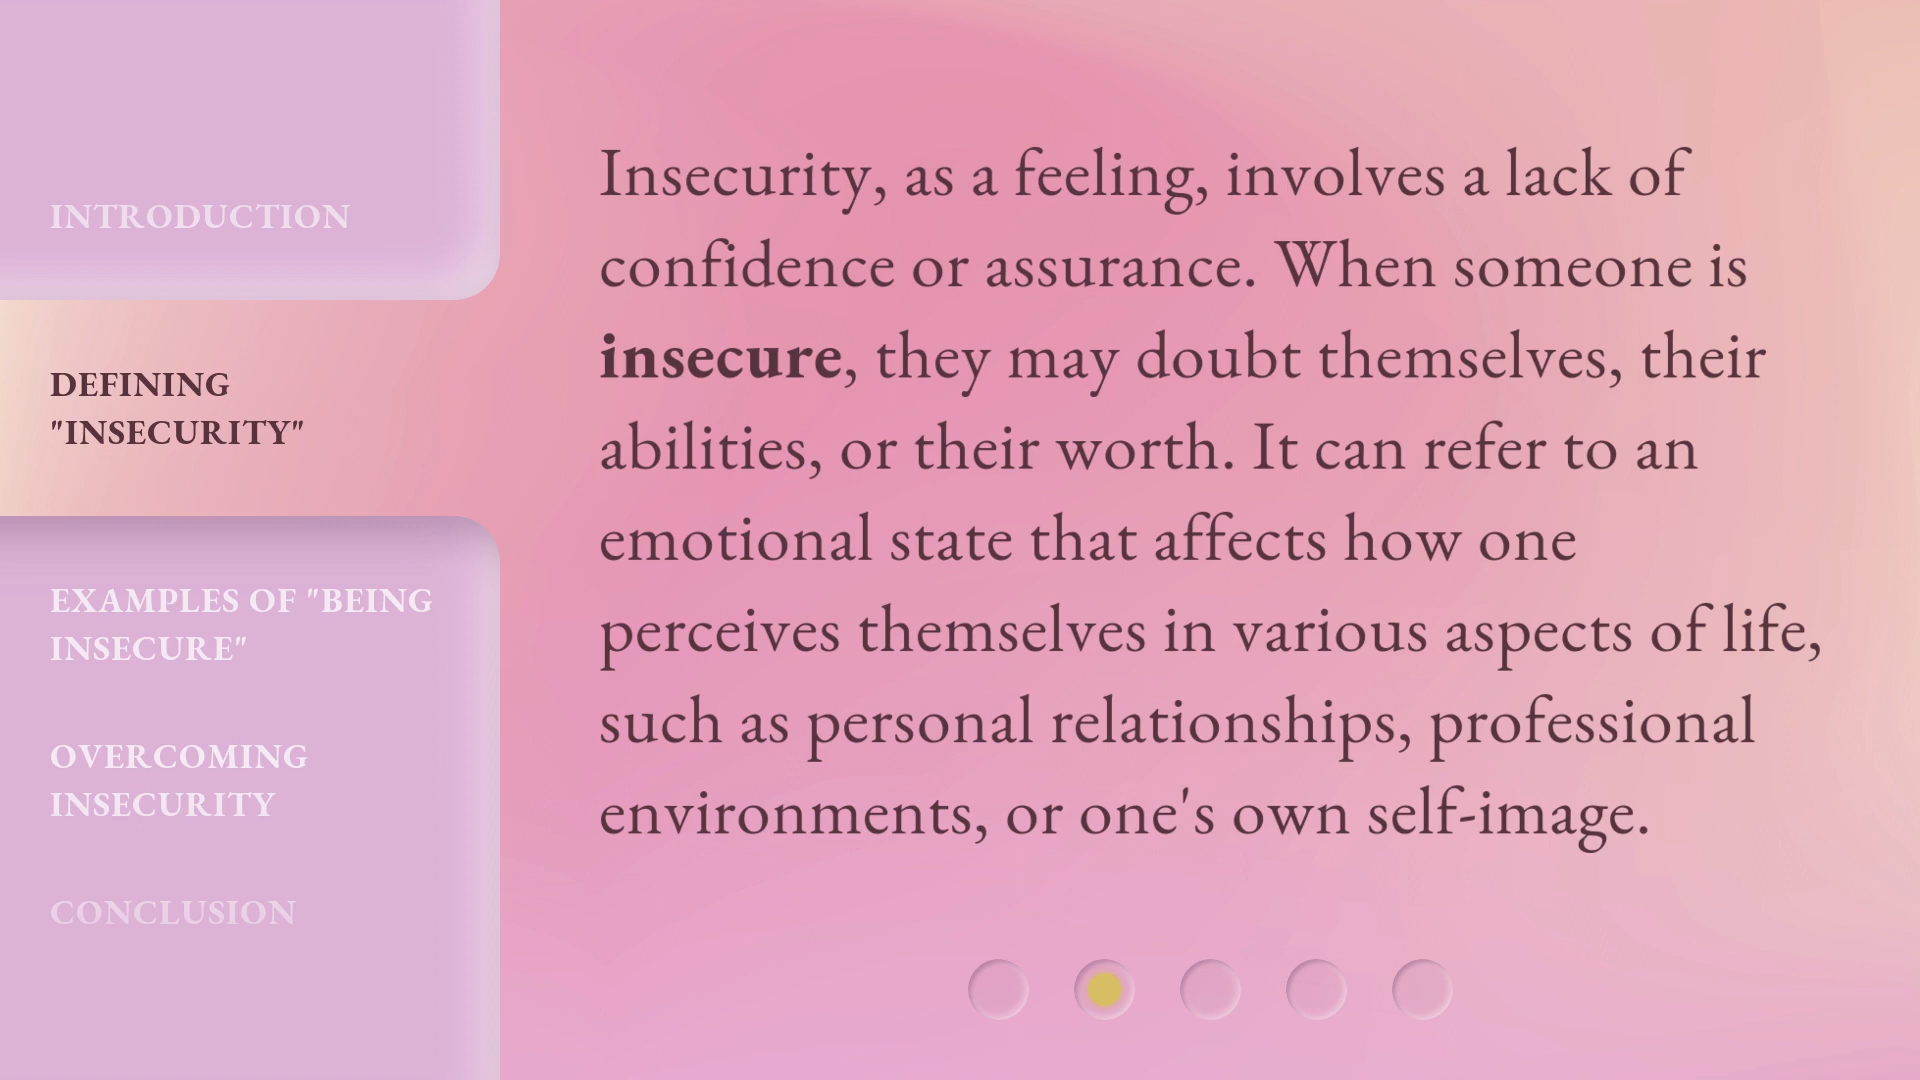 INTRODUCTION
DEFINING
"INSECURITY"
EXAMPLES OF "BEING
INSECURE"
OVERCOMING
INSECURITY
CONCLUSION
Insecurity, as a feeling, involves a lack of
confidence or assurance. When someone is
insecure, they may doubt themselves, their
abilities, or their worth. It can refer to an
emotional state that affects how one
perceives themselves in various aspects of life,
such as personal relationships, professional
environments, or one's own self-image.